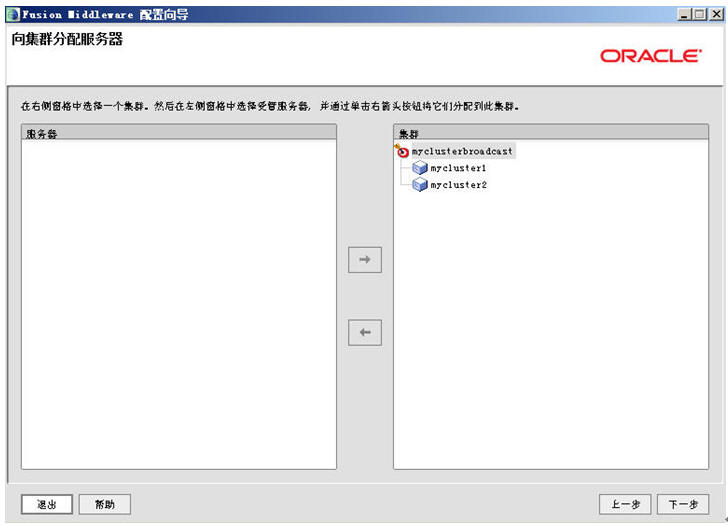 Fusion Middleware 配置向导
向集群分配服务器
ORACLE
在右侧窗格中选择一个集群。然后在左侧窗格中选择受管服务器, 并通过单击右箭头按钮将它们分配到此集群。
服务器
集群
myclusterbroadcast
mycluster1
mycluster2
退出
帮助
上一步
下一步